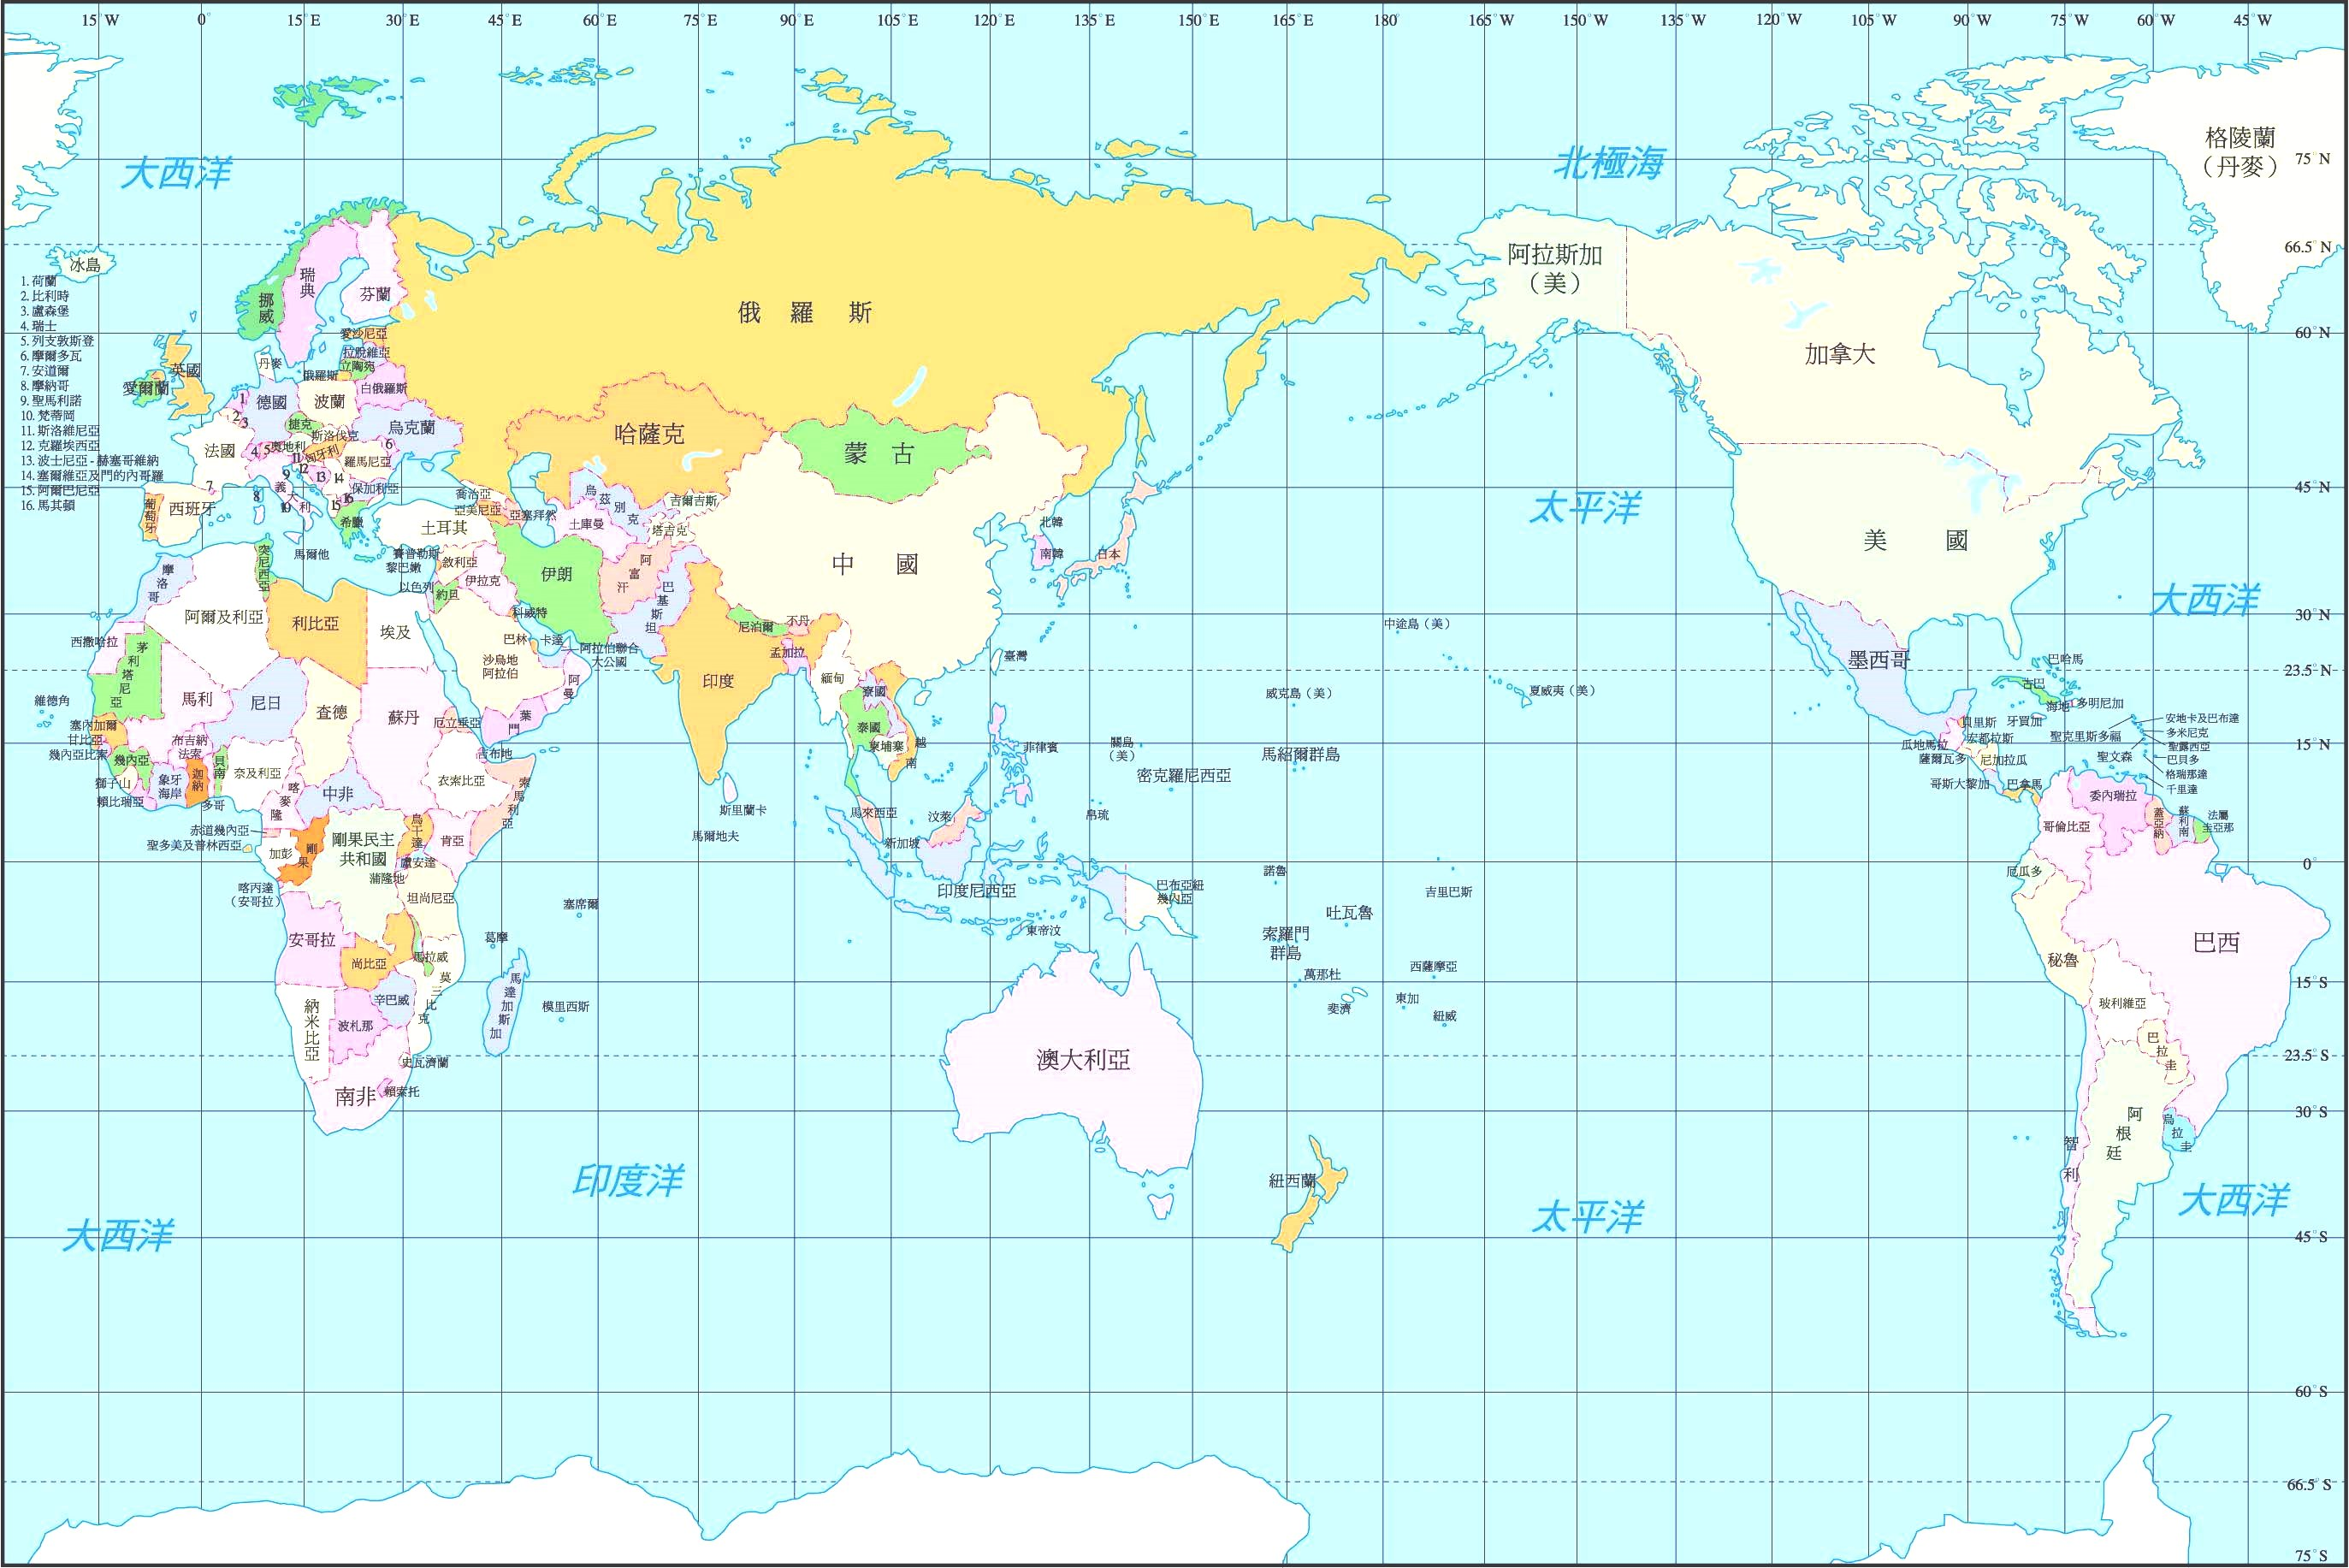 15°W 0° 15°E 30°E 45°E 60°E 75°E 90°E 105°E 120°E 135°E 150°E 165°E 180° 165°W 150°W 135°W 120°W 105°W 90°W 75°W 60°W 45°W
大西洋
北極海
格陵蘭
（丹麥）
75°N
66.5°N
60°N
45°N
30°N
23.5°N
15°N
0°
15°S
23.5°S
30°S
45°S
60°S
66.5°S
75°S
冰島
1. 荷蘭
2. 比利時
3. 盧森堡
4. 瑞士
5. 列支敦斯登
6. 摩爾多瓦
7. 安道爾
8. 摩納哥
9. 聖馬利諾
10. 梵蒂岡
11. 斯洛維尼亞
12. 克羅埃西亞
13. 波士尼亞-赫塞哥維納
14. 塞爾維亞及門的內哥羅
15. 阿爾巴尼亞
16. 馬其頓
挪威
瑞典
芬蘭
愛沙尼亞
拉脫維亞
立陶宛
俄羅斯
白俄羅斯
丹麥
英國
愛爾蘭
德國
波蘭
烏克蘭
捷克
斯洛伐克
法國
奧地利
匈牙利
羅馬尼亞
保加利亞
義大利
希臘
葡萄牙
西班牙
1
2
3
4
5
6
7
8
9
10
11
12
13
14
15
16
馬爾他
俄羅斯
哈薩克
蒙古
中國
北韓
南韓
日本
臺灣
喬治亞
亞美尼亞
亞塞拜然
土耳其
烏茲別克
土庫曼
吉爾吉斯
塔吉克
賽普勒斯
黎巴嫩
敘利亞
以色列
約旦
伊拉克
伊朗
阿富汗
巴基斯坦
科威特
巴林
卡達
阿拉伯聯合
大公國
沙烏地
阿拉伯
阿曼
葉門
印度
尼泊爾
不丹
孟加拉
緬甸
寮國
泰國
柬埔寨
越南
斯里蘭卡
馬爾地夫
馬來西亞
新加坡
汶萊
菲律賓
印度尼西亞
東帝汶
突尼西亞
摩洛哥
阿爾及利亞
利比亞
埃及
西撒哈拉
茅利塔尼亞
馬利
尼日
查德
蘇丹
厄立垂亞
吉布地
維德角
塞內加爾
甘比亞
幾內亞比索
幾內亞
獅子山
賴比瑞亞
象牙
海岸
布吉納
法索
迦納
多哥
貝南
奈及利亞
喀麥隆
中非
衣索比亞
索馬利亞
赤道幾內亞
聖多美及普林西亞
加彭
剛果
剛果民主
共和國
烏干達
肯亞
盧安達
蒲隆地
坦尚尼亞
喀丙達
（安哥拉）
安哥拉
尚比亞
馬拉威
莫三比克
辛巴威
納米比亞
波札那
史瓦濟蘭
賴索托
南非
葛摩
馬達加斯加
模里西斯
塞席爾
印度洋
大西洋
澳大利亞
紐西蘭
巴布亞紐
幾內亞
帛琉
關島
（美）
密克羅尼西亞
馬紹爾群島
威克島（美）
中途島（美）
夏威夷（美）
諾魯
吉里巴斯
吐瓦魯
索羅門
群島
萬那杜
斐濟
西薩摩亞
東加
紐威
太平洋
太平洋
阿拉斯加
（美）
加拿大
美國
大西洋
墨西哥
巴哈馬
古巴
海地
多明尼加
牙買加
貝里斯
宏都拉斯
瓜地馬拉
薩爾瓦多
尼加拉瓜
哥斯大黎加
巴拿馬
聖克里斯多福
安地卡及巴布達
多米尼克
聖露西亞
聖文森
巴貝多
格瑞那達
千里達
委內瑞拉
哥倫比亞
蓋亞納
蘇利南
法屬
圭亞那
厄瓜多
秘魯
巴西
玻利維亞
巴拉圭
阿根廷
烏拉圭
智利
大西洋